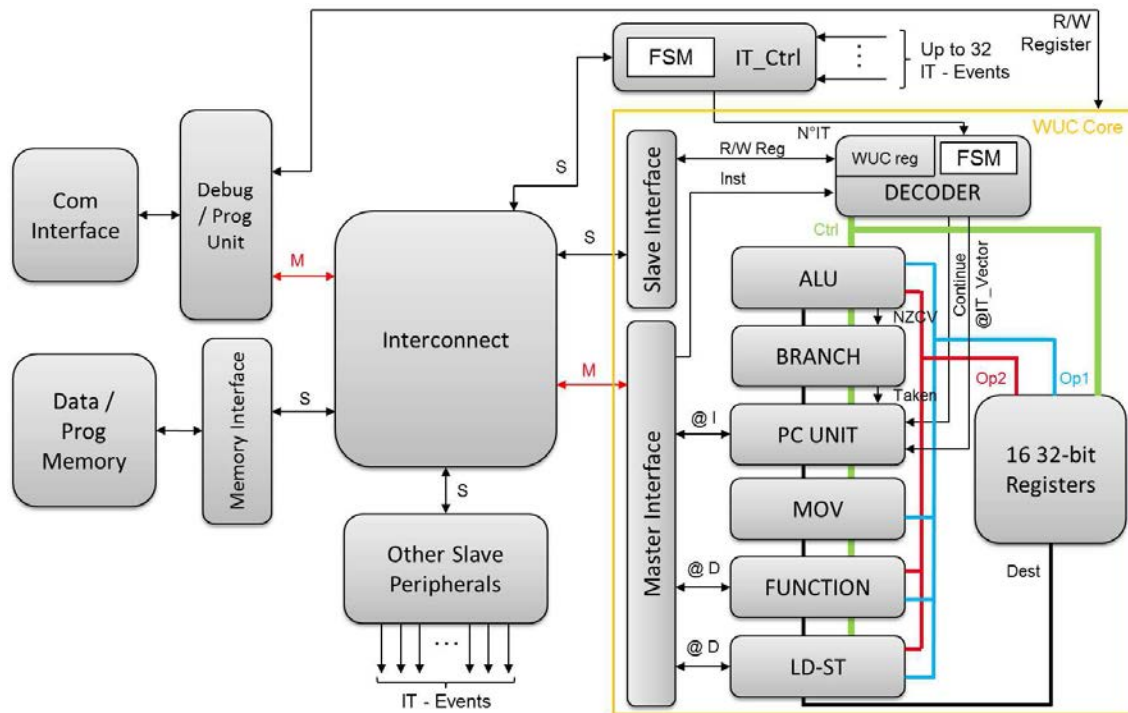 R/W
Register
FSM
IT_Ctrl
Up to 32
IT - Events
WUC Core
N°IT
Com
Interface
Debug
/ Prog
Unit
M
S
Interconnect
S
Slave Interface
R/W Reg
Inst
WUC reg
FSM
DECODER
Ctrl
Continue
@IT_Vector
ALU
NZCV
BRANCH
Taken
Op2
Op1
Data /
Prog
Memory
Memory Interface
S
M
Master Interface
@ I
PC UNIT
16 32-bit
Registers
MOV
S
Other Slave
Peripherals
...
IT - Events
@ D
FUNCTION
Dest
@ D
LD-ST